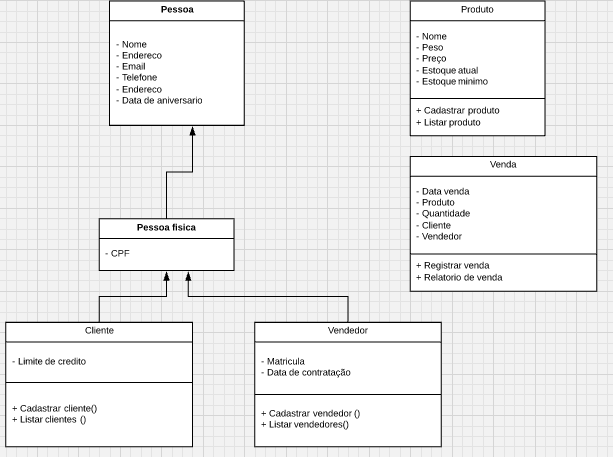 Pessoa
- Nome
- Endereco
- Email
- Telefone
- Endereco
- Data de aniversario
Produto
- Nome
- Peso
- Preço
- Estoque atual
- Estoque minimo
+ Cadastrar produto
+ Listar produto
Venda
- Data venda
- Produto
- Quantidade
- Cliente
- Vendedor
+ Registrar venda
+ Relatorio de venda
Pessoa fisica
- CPF
Cliente
- Limite de credito
+ Cadastrar cliente()
+ Listar clientes ()
Vendedor
- Matricula
- Data de contratação
+ Cadastrar vendedor ()
+ Listar vendedores()